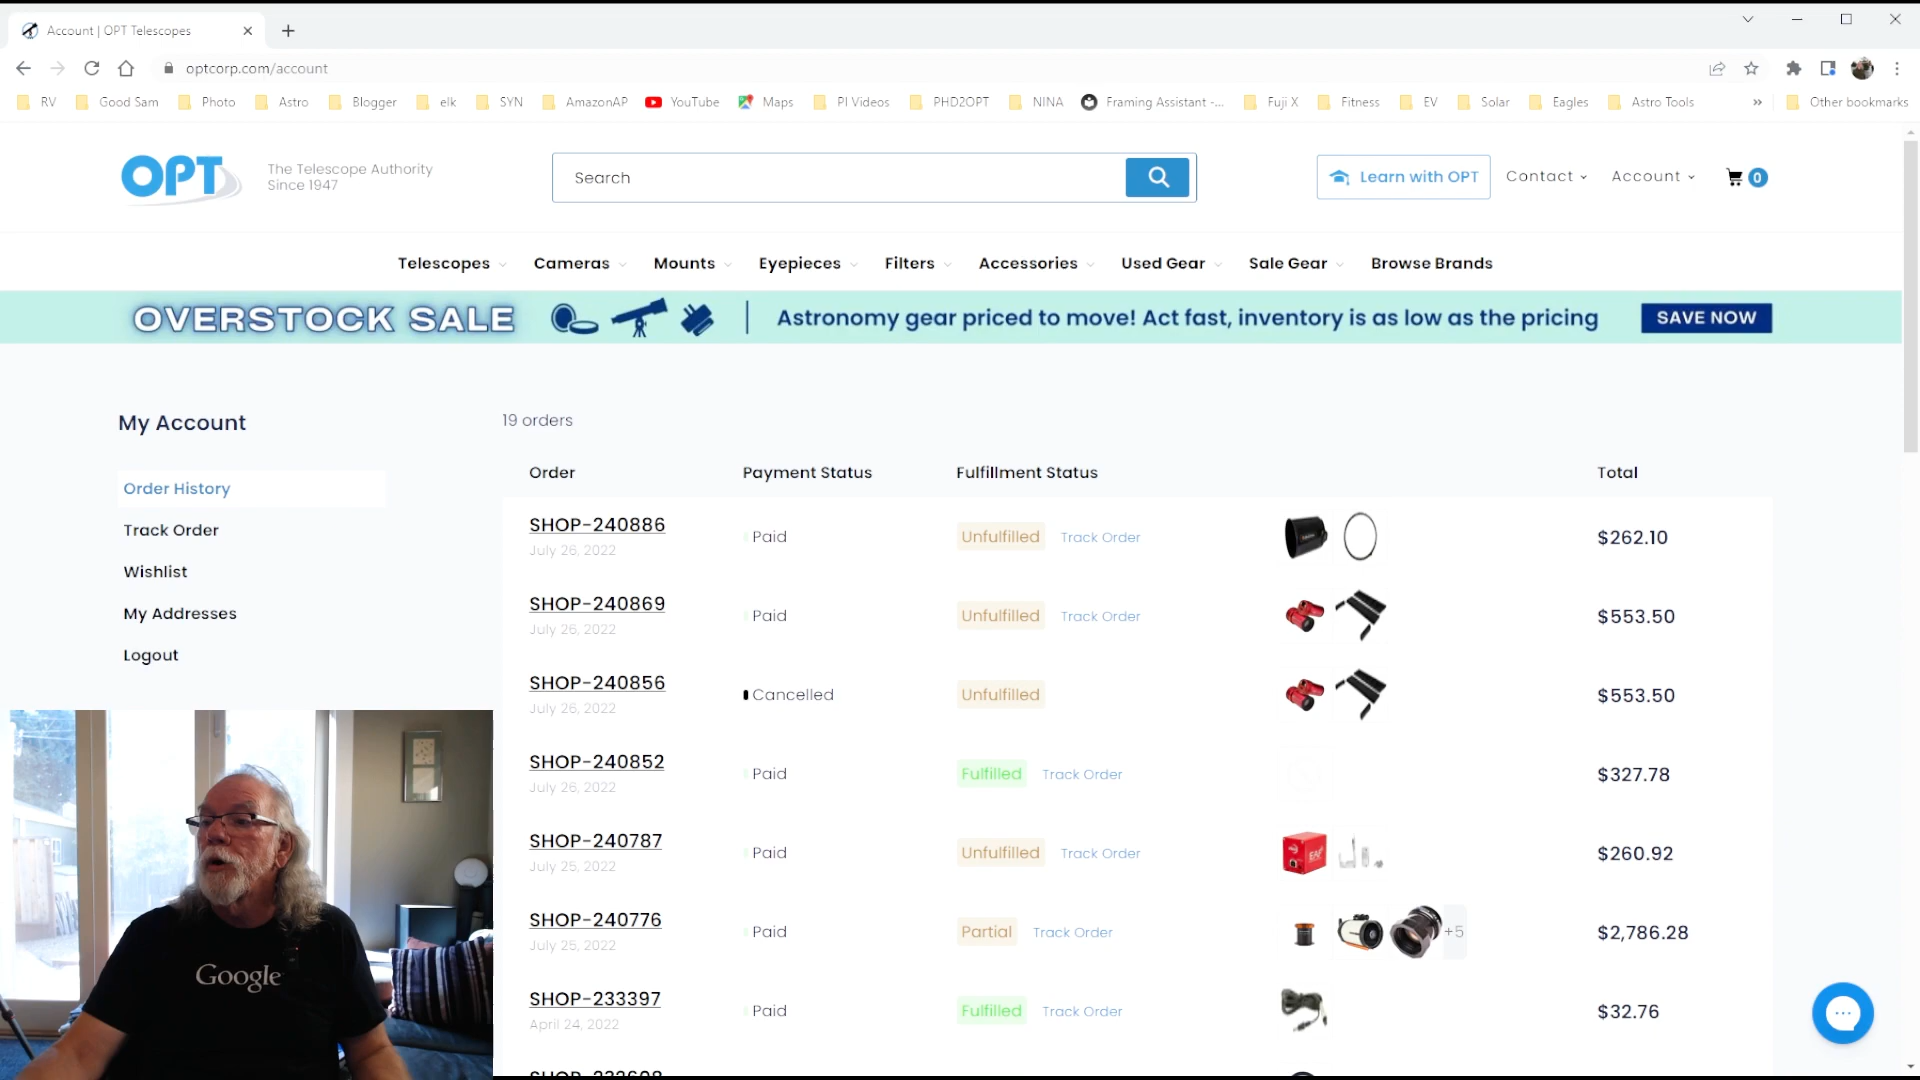 Account | OPT Telescopes
optcorp.com/account
RV Good Sam Photo Astro Blogger elk SYN AmazonAP YouTube Maps PI Videos PHD2OPT NINA Framing Assistant -... Fuji X Fitness EV Solar Eagles Astro Tools » Other bookmarks
OPT
The Telescope Authority
Since 1947
Search
Learn with OPT
Contact
Account
0
Telescopes Cameras Mounts Eyepieces Filters Accessories Used Gear Sale Gear Browse Brands
OVERSTOCK SALE | Astronomy gear priced to move! Act fast, inventory is as low as the pricing SAVE NOW
My Account
Order History
Track Order
Wishlist
My Addresses
Logout
19 orders
Order Payment Status Fulfillment Status Total
SHOP-240886 Paid Unfulfilled Track Order $262.10
July 26, 2022
SHOP-240869 Paid Unfulfilled Track Order $553.50
July 26, 2022
SHOP-240856 Cancelled Unfulfilled $553.50
July 26, 2022
SHOP-240852 Paid Fulfilled Track Order $327.78
July 26, 2022
SHOP-240787 Paid Unfulfilled Track Order $260.92
July 25, 2022
SHOP-240776 Paid Partial Track Order +5 $2,786.28
July 25, 2022
SHOP-233397 Paid Fulfilled Track Order $32.76
April 24, 2022
Google